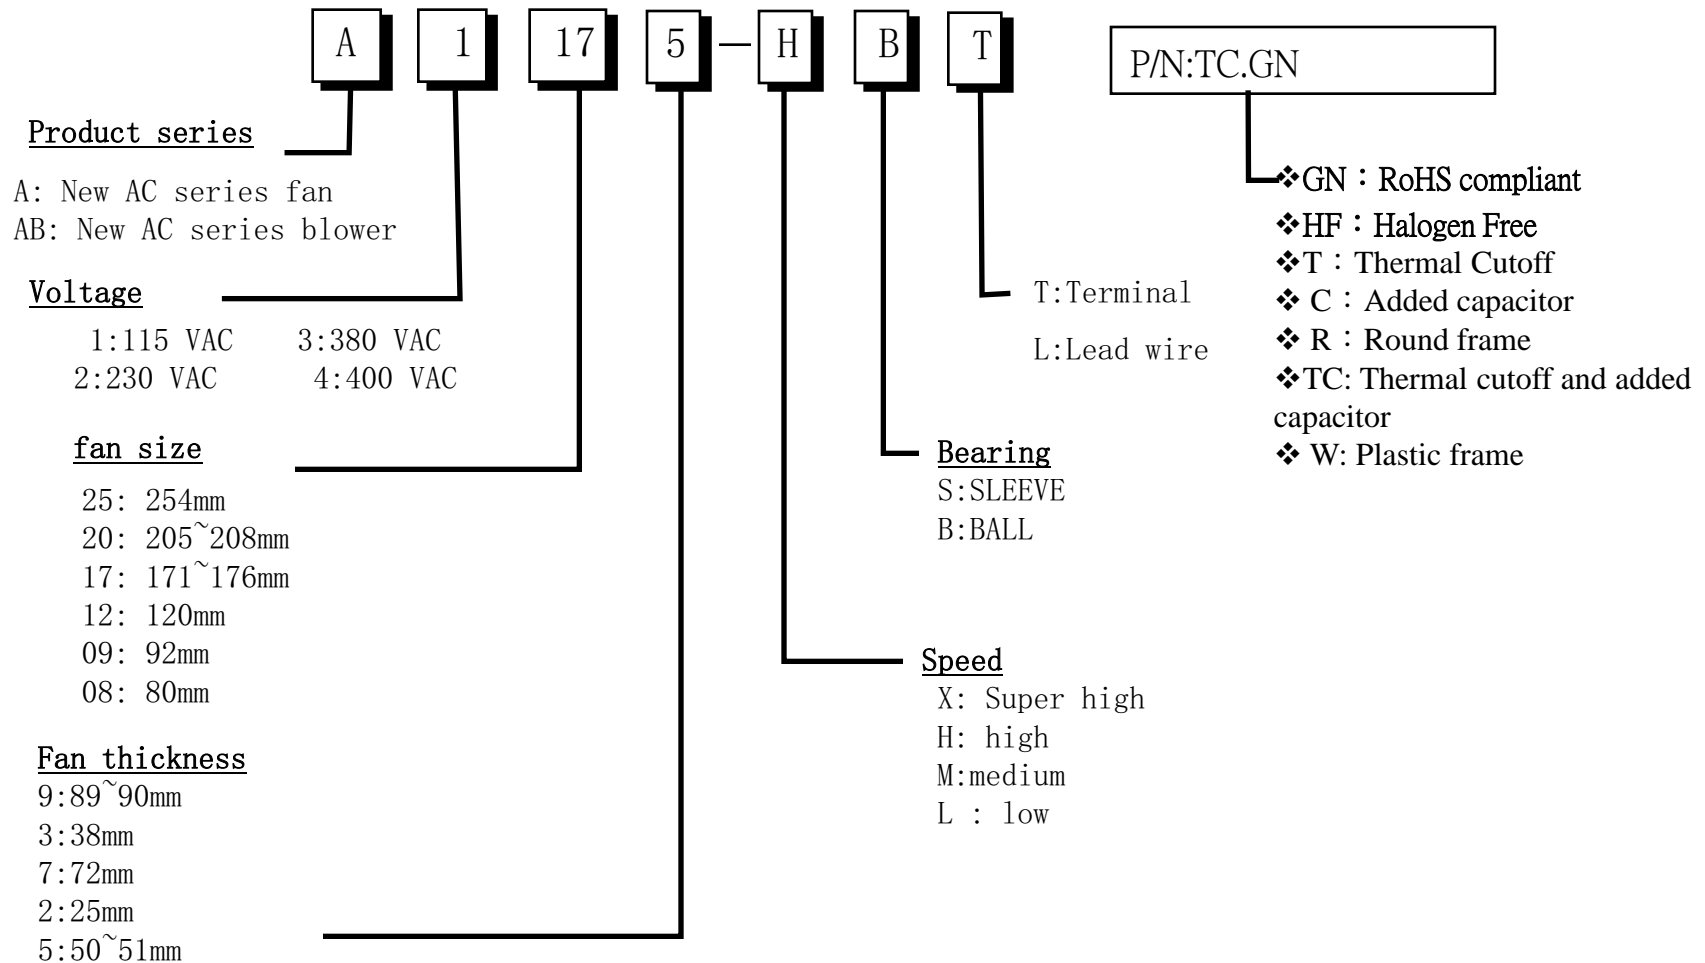 A 1 17 5 — H B T
P/N:TC.GN
Product series
A: New AC series fan
AB: New AC series blower
Voltage
1:115 VAC 3:380 VAC
2:230 VAC 4:400 VAC
fan size
25: 254mm
20: 205~208mm
17: 171~176mm
12: 120mm
09: 92mm
08: 80mm
Fan thickness
9:89~90mm
3:38mm
7:72mm
2:25mm
5:50~51mm
T:Terminal
L:Lead wire
Bearing
S:SLEEVE
B:BALL
Speed
X: Super high
H: high
M:medium
L : low
❖GN：RoHS compliant
❖HF：Halogen Free
❖T：Thermal Cutoff
❖ C：Added capacitor
❖ R：Round frame
❖TC: Thermal cutoff and added
capacitor
❖ W: Plastic frame